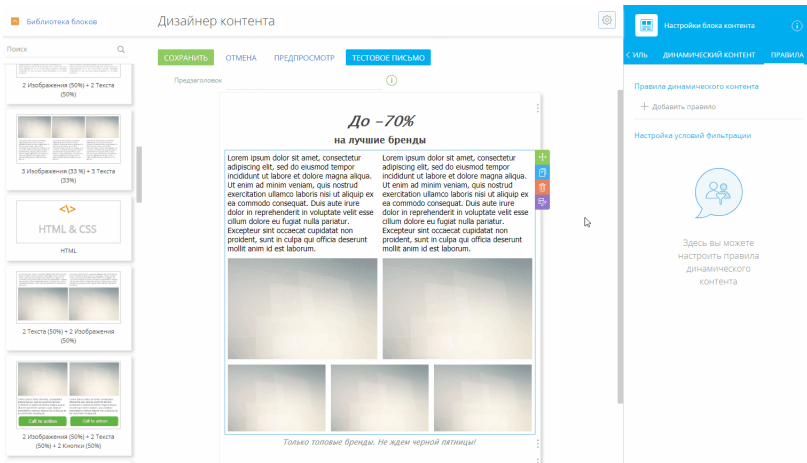 Библиотека блоков
Поиск
2 Изображения (50%) + 2 Текста
(50%)
3 Изображения (33 %) + 3 Текста
(33%)
</>
HTML & CSS
HTML
2 Текста (50%) + 2 Изображения
(50%)
Call to action
Call to action
2 Изображения (50%) + 2 Текста
(50%) + 2 Кнопки (50%)
Дизайнер контента
СОХРАНИТЬ
ОТМЕНА
ПРЕДПРОСМОТР
ТЕСТОВОЕ ПИСЬМО
Предзаголовок
До -70%
на лучшие бренды
Lorem ipsum dolor sit amet, consectetur
adipiscing elit, sed do eiusmod tempor
incididunt ut labore et dolore magna aliqua.
Ut enim ad minim veniam, quis nostrud
exercitation ullamco laboris nisi ut aliquip ex
ea commodo consequat. Duis aute irure
dolor in reprehenderit in voluptate velit esse
cillum dolore eu fugiat nulla pariatur.
Excepteur sint occaecat cupidatat non
proident, sunt in culpa qui officia deserunt
mollit anim id est laborum.
Lorem ipsum dolor sit amet, consectetur
adipiscing elit, sed do eiusmod tempor
incididunt ut labore et dolore magna aliqua.
Ut enim ad minim veniam, quis nostrud
exercitation ullamco laboris nisi ut aliquip ex
ea commodo consequat. Duis aute irure
dolor in reprehenderit in voluptate velit esse
cillum dolore eu fugiat nulla pariatur.
Excepteur sint occaecat cupidatat non
proident, sunt in culpa qui officia deserunt
mollit anim id est laborum.
Только топовые бренды. Не ждем черной пятницы!
Настройки блока контента
ИЛЬ
ДИНАМИЧЕСКИЙ КОНТЕНТ
ПРАВИЛА
Правила динамического контента
Добавить правило
Настройка условий фильтрации
Здесь вы можете
настроить правила
динамического
контента